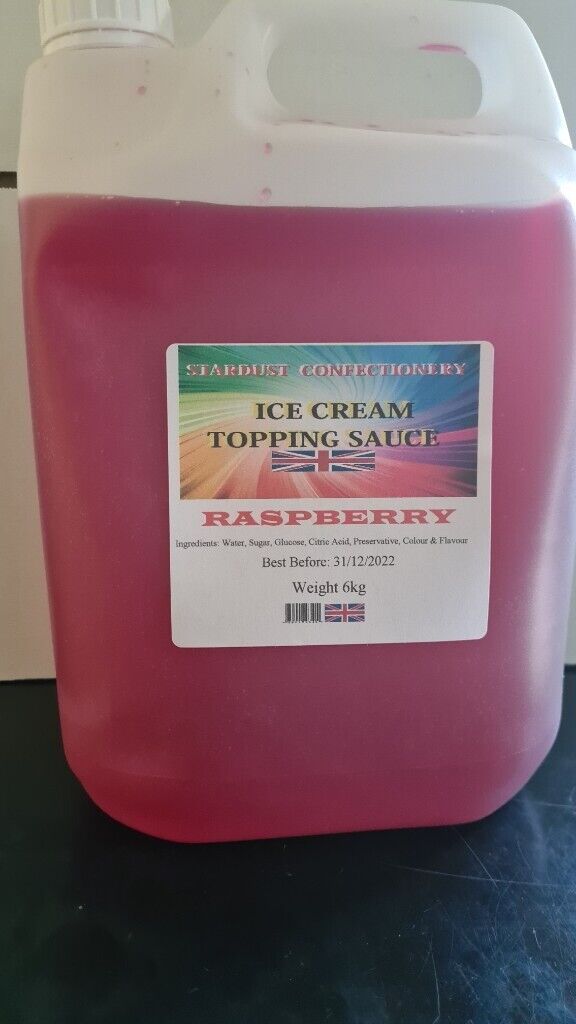 STARDUST CONFECTIONERY
ICE CREAM
TOPPING SAUCE
RASPBERRY
Ingredients: Water, Sugar, Glucose, Citric Acid, Preservative, Colour & Flavour
Best Before: 31/12/2022
Weight 6kg